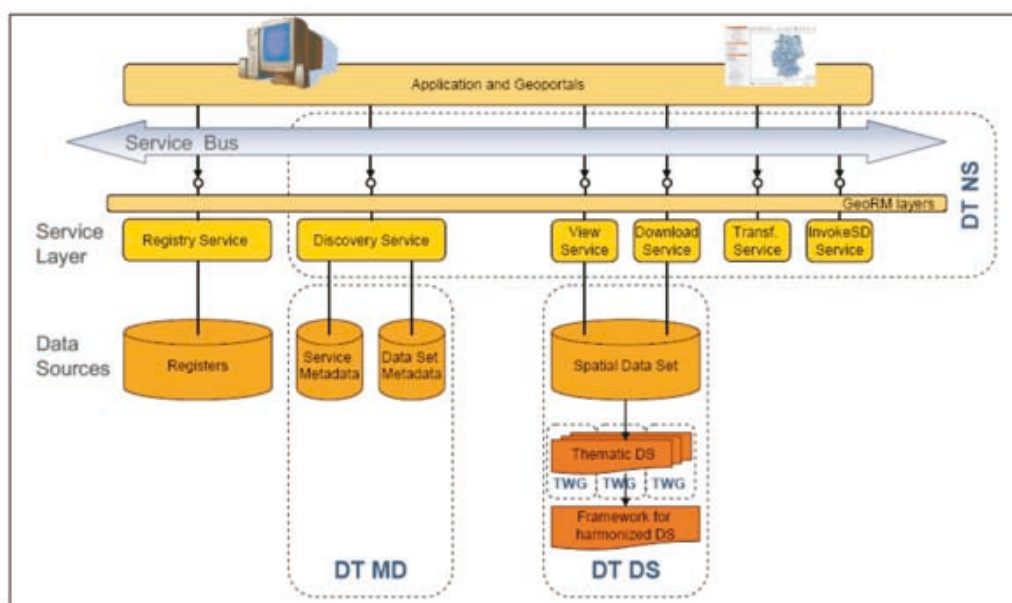 Application and Geoportals
Service Bus
DT NS
GeoRM layers
Service
Layer
Registry Service
Discovery Service
View
Service
Download
Service
Transf.
Service
InvokeSD
Service
Data
Sources
Registers
Service
Metadata
Data Set
Metadata
Spatial Data Set
Thematic DS
TWG
TWG
TWG
Framework for
harmonized DS
DT MD
DT DS